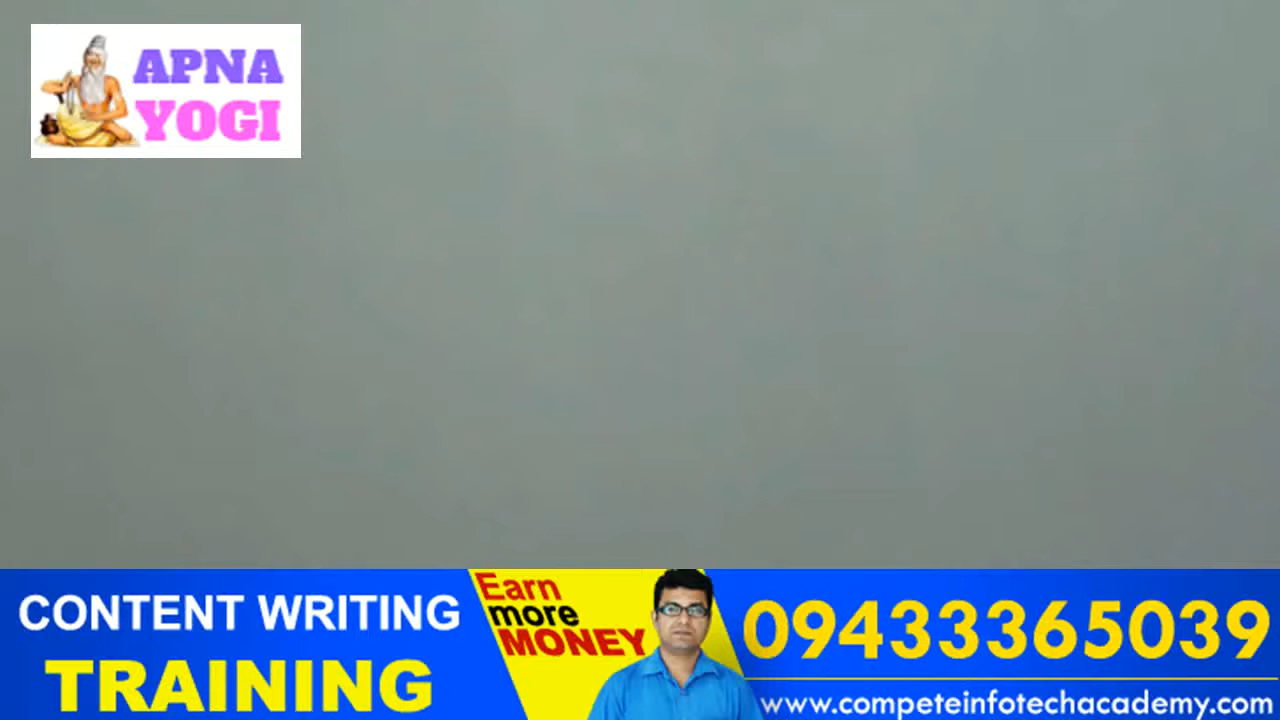 APNA
YOGI
CONTENT WRITING
TRAINING
Earn
more
MONEY
09433365039
www.competeinfotechacademy.com